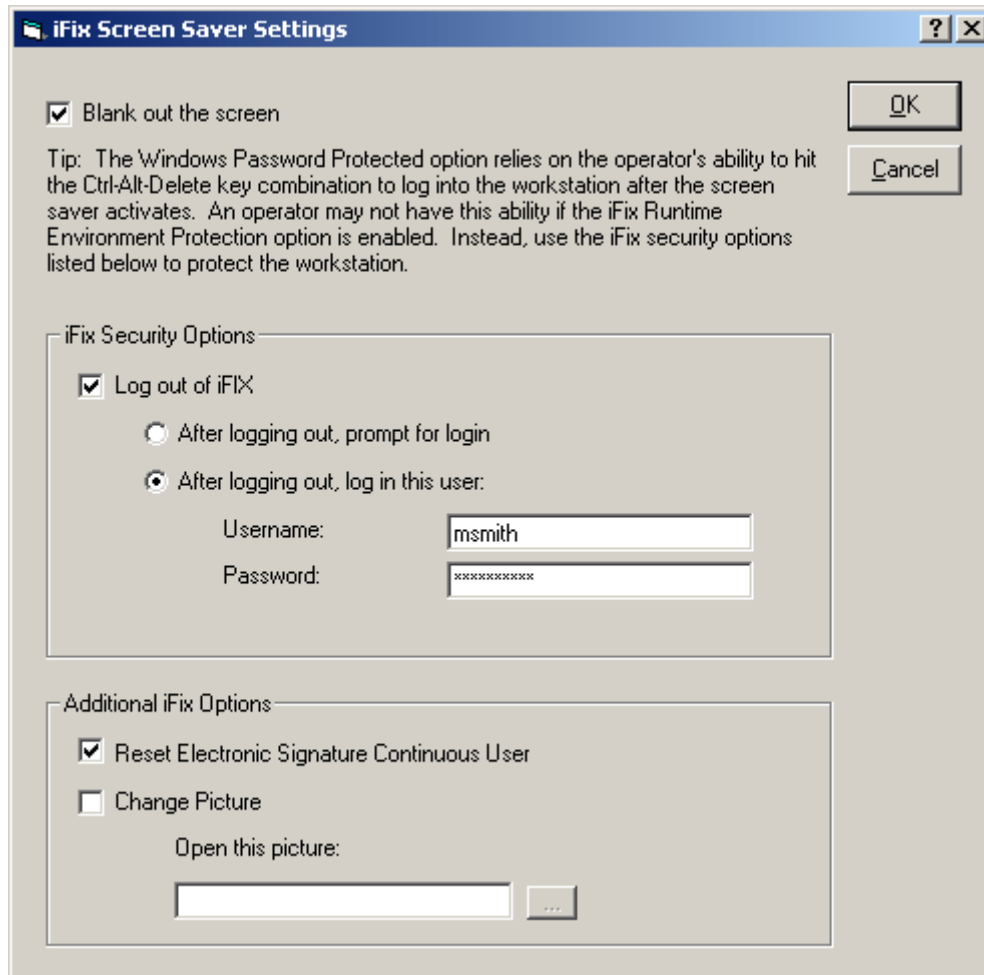 iFix Screen Saver Settings
Blank out the screen
OK
Tip:  The Windows Password Protected option relies on the operator's ability to hit
the Ctrl-Alt-Delete key combination to log into the workstation after the screen
saver activates.  An operator may not have this ability if the iFix Runtime
Environment Protection option is enabled.  Instead, use the iFix security options
listed below to protect the workstation.
Cancel
iFix Security Options
Log out of iFIX
After logging out, prompt for login
After logging out, log in this user:
Username: msmith
Password: **********
Additional iFix Options
Reset Electronic Signature Continuous User
Change Picture
Open this picture:
...